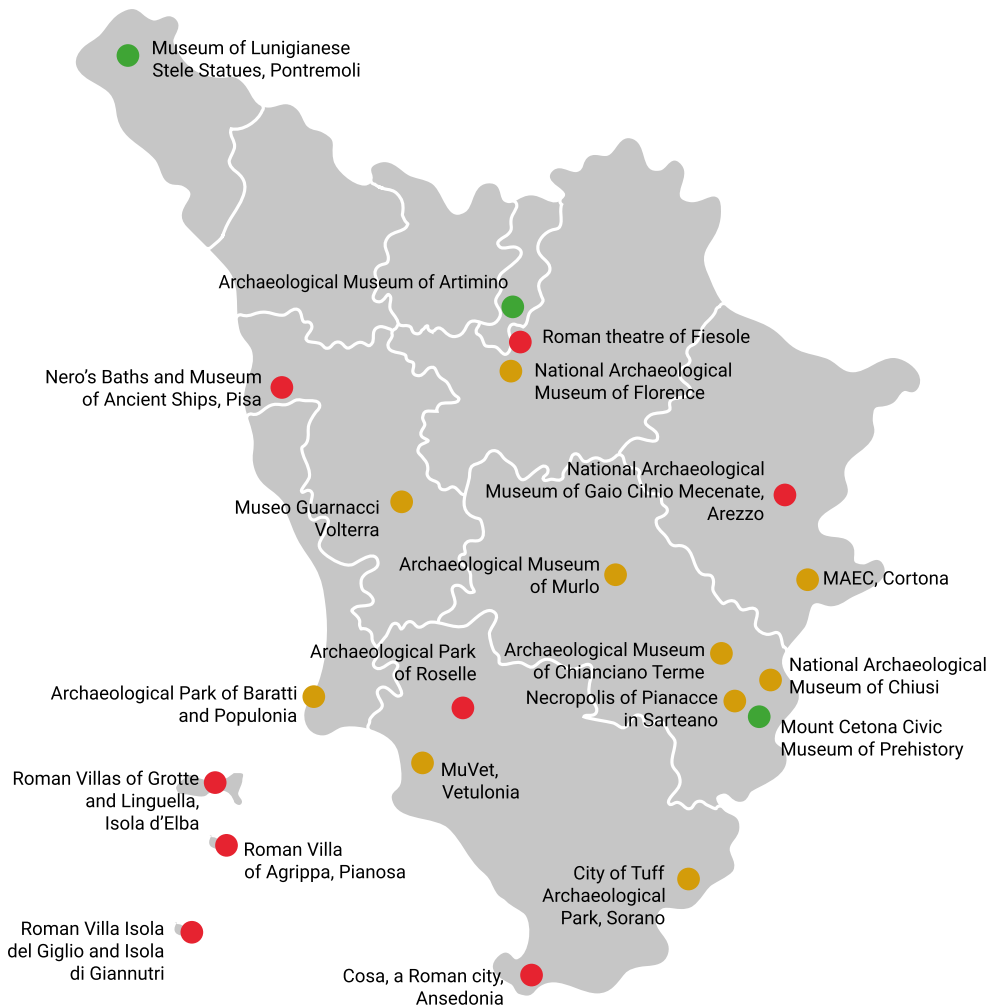 Museum of Lunigianese
Stele Statues, Pontremoli
Archaeological Museum of Artimino
Roman theatre of Fiesole
National Archaeological
Museum of Florence
Nero’s Baths and Museum
of Ancient Ships, Pisa
National Archaeological
Museum of Gaio Cilnio Mecenate,
Arezzo
Museo Guarnacci
Volterra
Archaeological Museum
of Murlo
MAEC, Cortona
Archaeological Park
of Roselle
Archaeological Museum
of Chianciano Terme
National Archaeological
Museum of Chiusi
Necropolis of Pianacce
in Sarteano
Archaeological Park of Baratti
and Populonia
Mount Cetona Civic
Museum of Prehistory
MuVet,
Vetulonia
Roman Villas of Grotte
and Linguella,
Isola d’Elba
Roman Villa
of Agrippa, Pianosa
City of Tuff
Archaeological
Park, Sorano
Roman Villa Isola
del Giglio and Isola
di Giannutri
Cosa, a Roman city,
Ansedonia